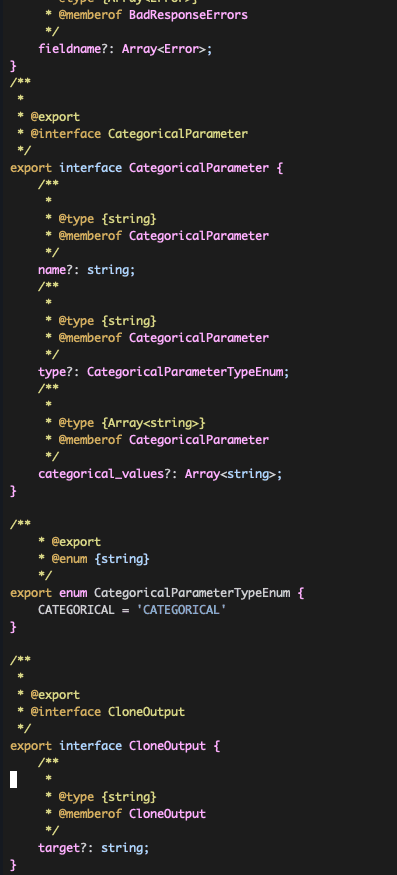 * @type {Array<Error>}
* @memberof BadResponseErrors
*/
fieldname?: Array<Error>;
}
/**
*
* @export
* @interface CategoricalParameter
*/
export interface CategoricalParameter {
/**
*
* @type {string}
* @memberof CategoricalParameter
*/
name?: string;
/**
*
* @type {string}
* @memberof CategoricalParameter
*/
type?: CategoricalParameterTypeEnum;
/**
*
* @type {Array<string>}
* @memberof CategoricalParameter
*/
categorical_values?: Array<string>;
}
/**
* @export
* @enum {string}
*/
export enum CategoricalParameterTypeEnum {
CATEGORICAL = 'CATEGORICAL'
}
/**
*
* @export
* @interface CloneOutput
*/
export interface CloneOutput {
/**
*
* @type {string}
* @memberof CloneOutput
*/
target?: string;
}